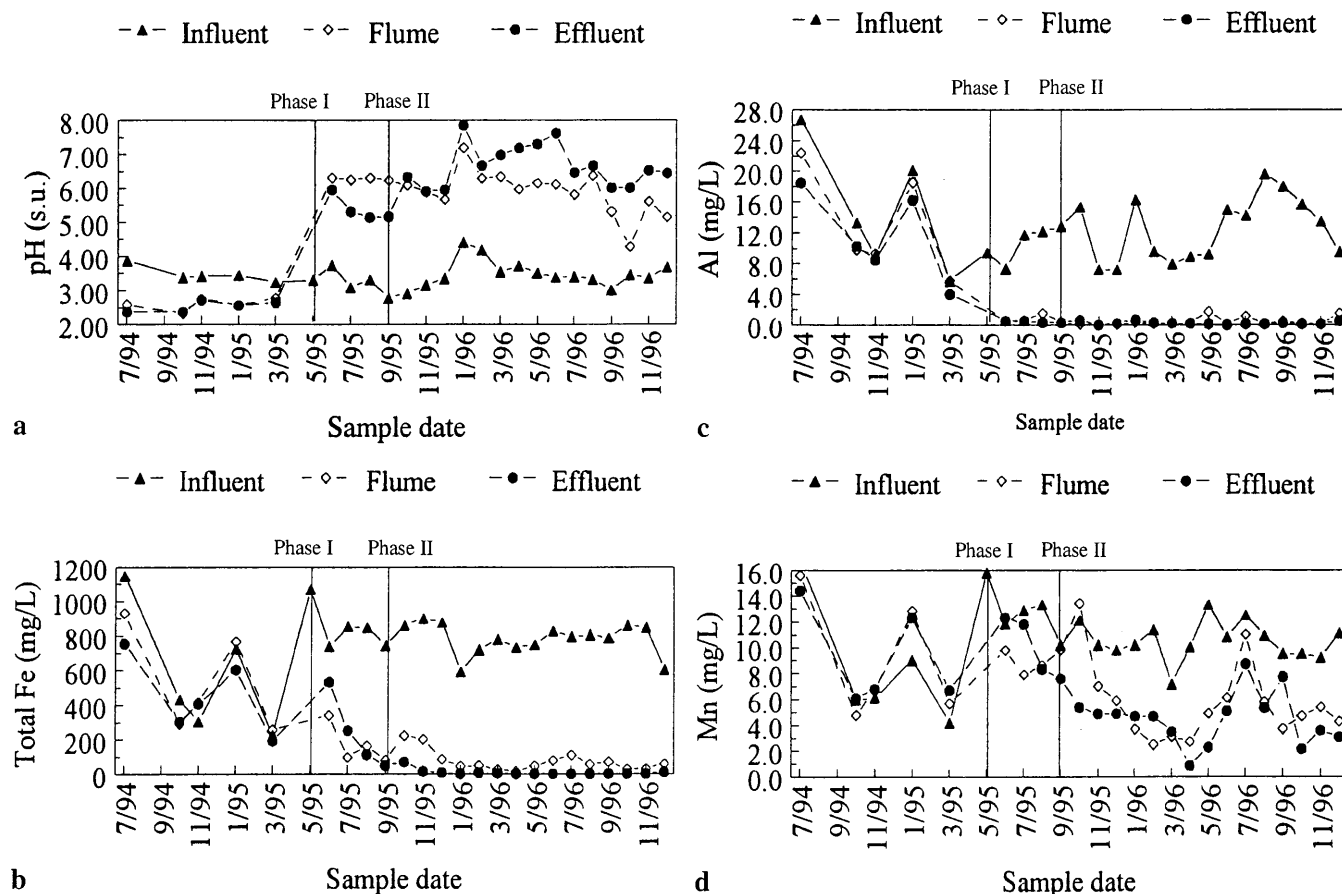 Influent Flume Effluent
Phase I Phase II
pH (s.u.)
8.00
7.00
6.00
5.00
4.00
3.00
2.00
7/94 9/94 11/94 1/95 3/95 5/95 7/95 9/95 11/95 1/96 3/96 5/96 7/96 9/96 11/96
a
Sample date
Influent Flume Effluent
Phase I Phase II
Total Fe (mg/L)
1200
1000
800
600
400
200
0
7/94 9/94 11/94 1/95 3/95 5/95 7/95 9/95 11/95 1/96 3/96 5/96 7/96 9/96 11/96
b
Sample date
Influent Flume Effluent
Phase I Phase II
Al (mg/L)
28.0
24.0
20.0
16.0
12.0
8.0
4.0
0.0
7/94 9/94 11/94 1/95 3/95 5/95 7/95 9/95 11/95 1/96 3/96 5/96 7/96 9/96 11/96
c
Sample date
Influent Flume Effluent
Phase I Phase II
Mn (mg/L)
16.0
14.0
12.0
10.0
8.0
6.0
4.0
2.0
0.0
7/94 9/94 11/94 1/95 3/95 5/95 7/95 9/95 11/95 1/96 3/96 5/96 7/96 9/96 11/96
d
Sample date